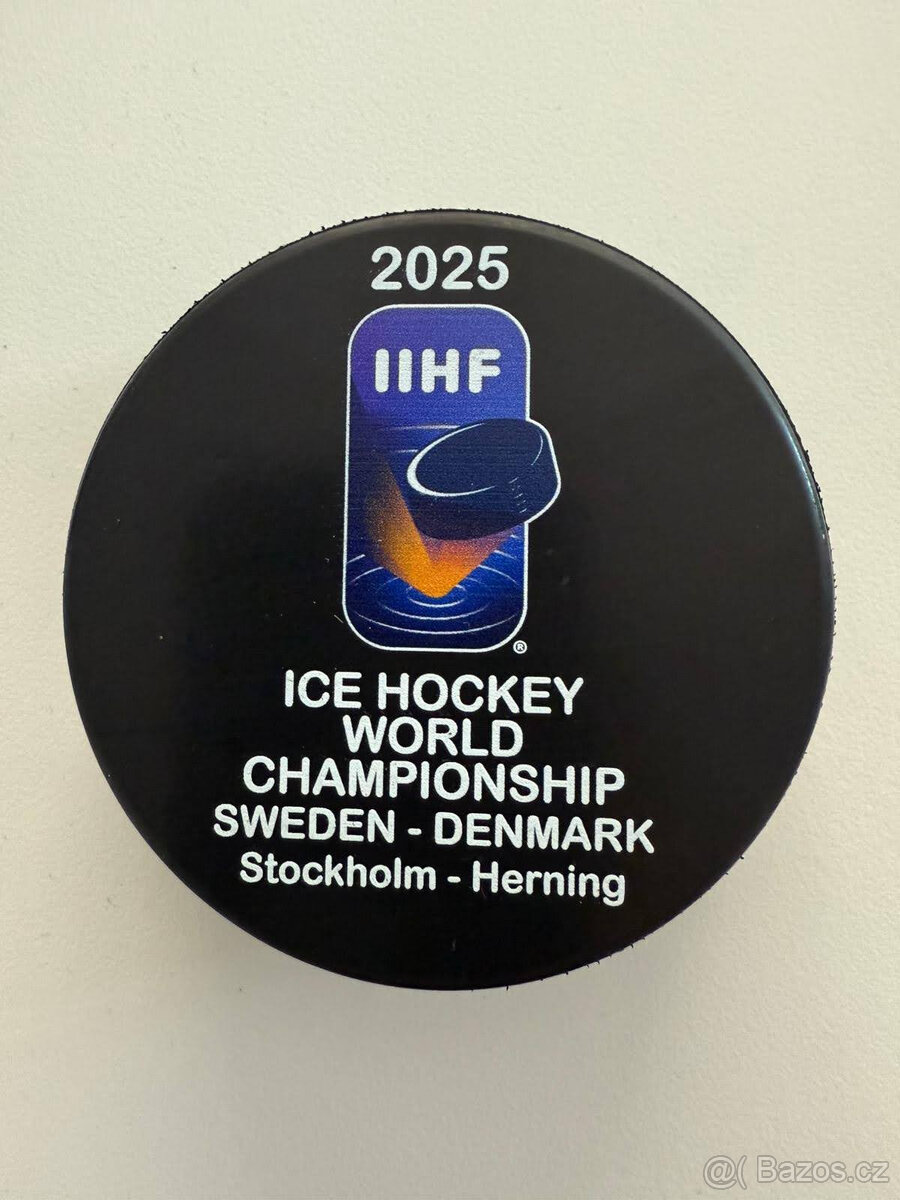 2025
IIHF
®
ICE HOCKEY
WORLD
CHAMPIONSHIP
SWEDEN - DENMARK
Stockholm - Herning
@( Bazos.cz